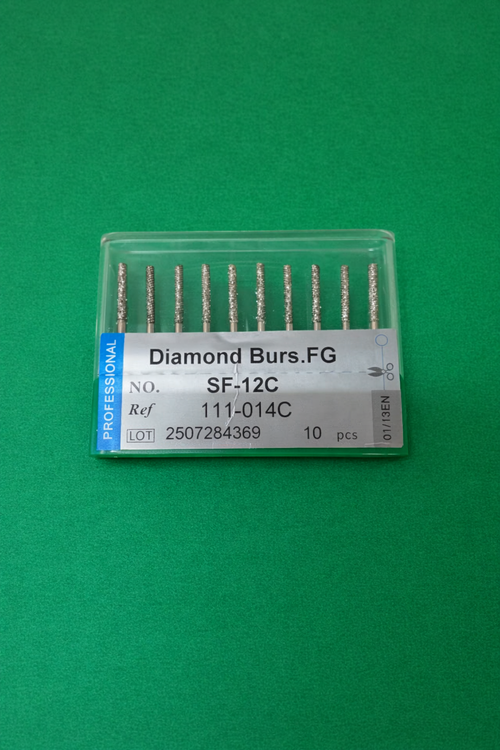 PROFESSIONAL
Diamond Burs.FG
NO. SF-12C
Ref 111-014C
LOT 2507284369 10 pcs
01/13EN